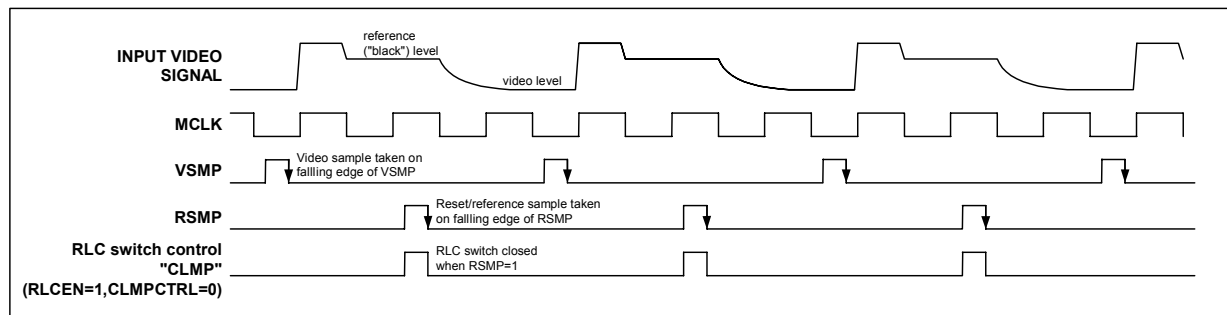 INPUT VIDEO
SIGNAL
reference
("black") level
video level
MCLK
VSMP
Video sample taken on
fallling edge of VSMP
RSMP
Reset/reference sample taken
on fallling edge of RSMP
RLC switch control
"CLMP"
(RLCEN=1,CLMPCTRL=0)
RLC switch closed
when RSMP=1